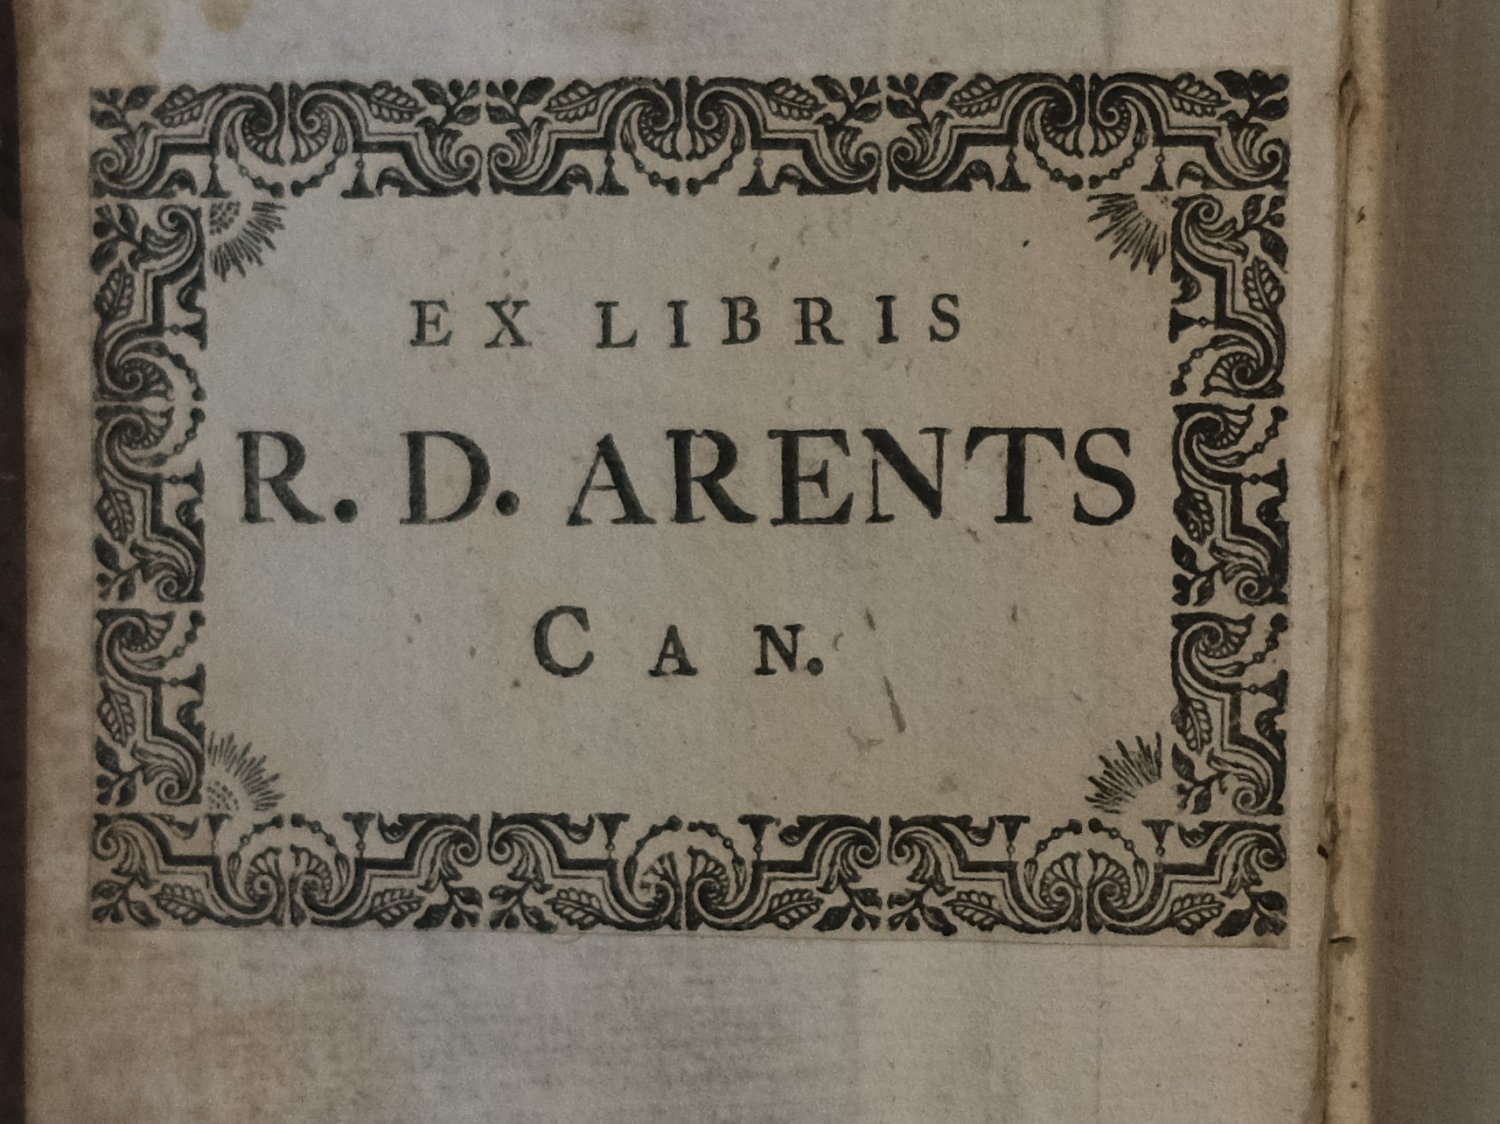 EX LIBRIS
R. D. ARENTS
CAN.